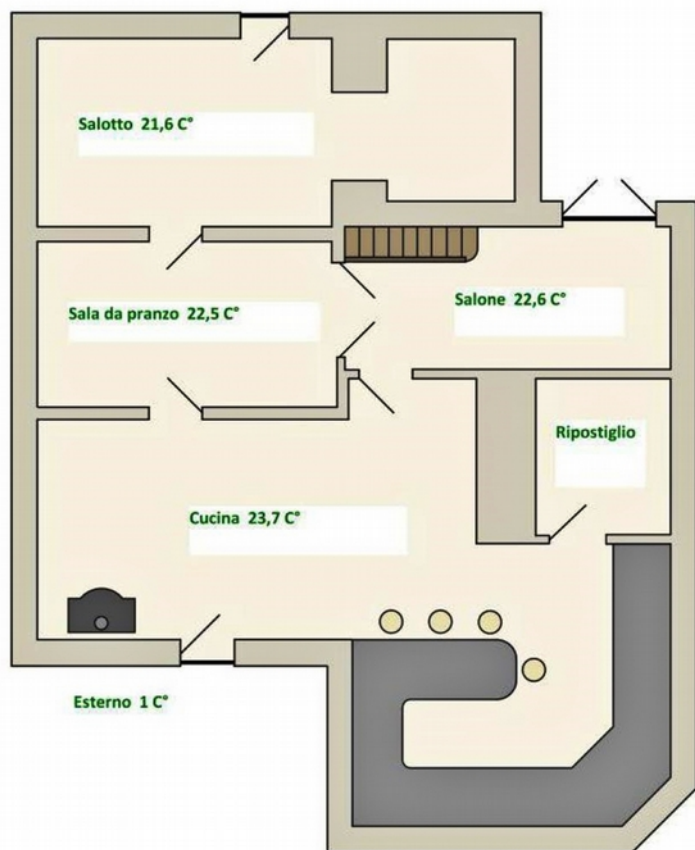 Salotto 21,6 C°
Sala da pranzo 22,5 C°
Salone 22,6 C°
Ripostiglio
Cucina 23,7 C°
Esterno 1 C°